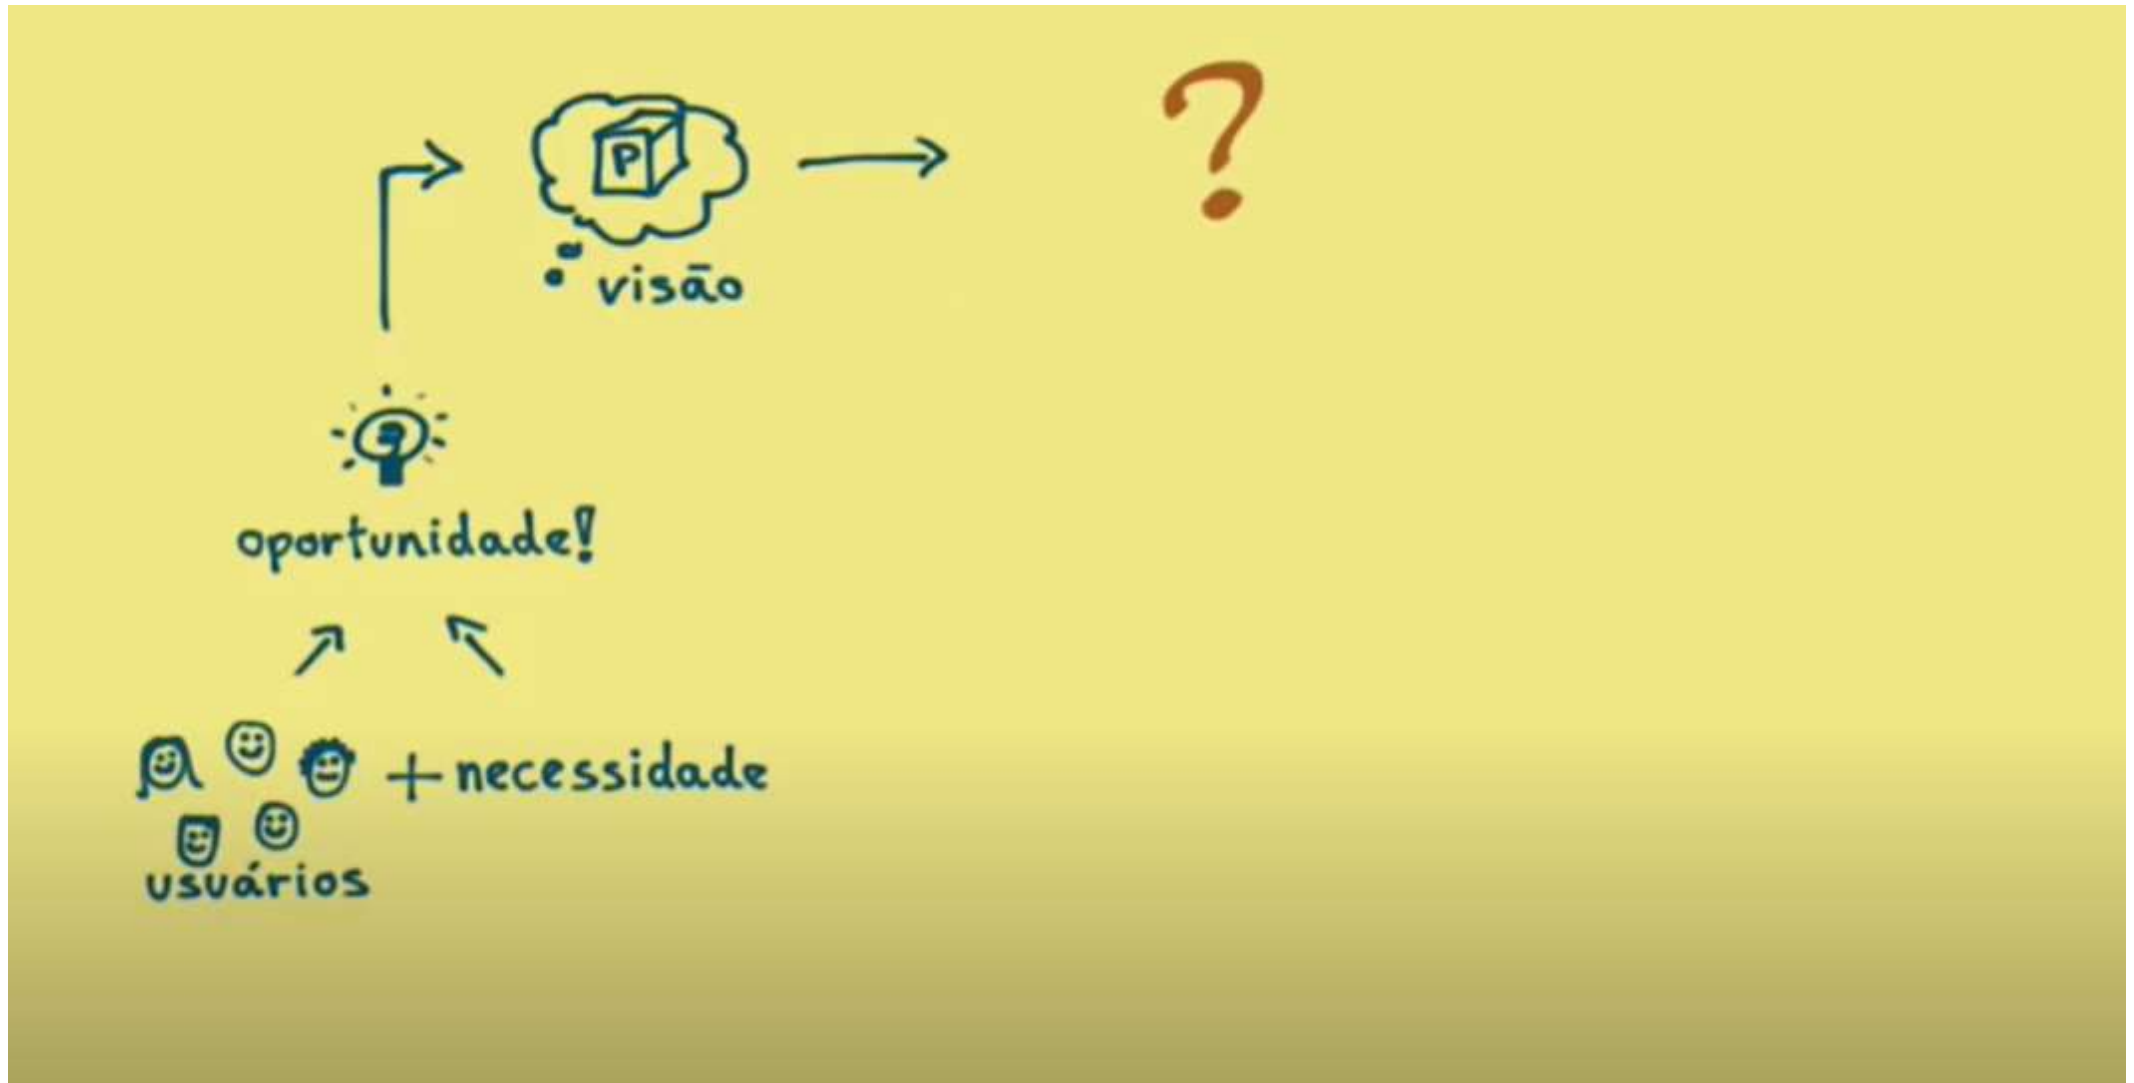 ?
P
visão
oportunidade!
+ necessidade
usuários